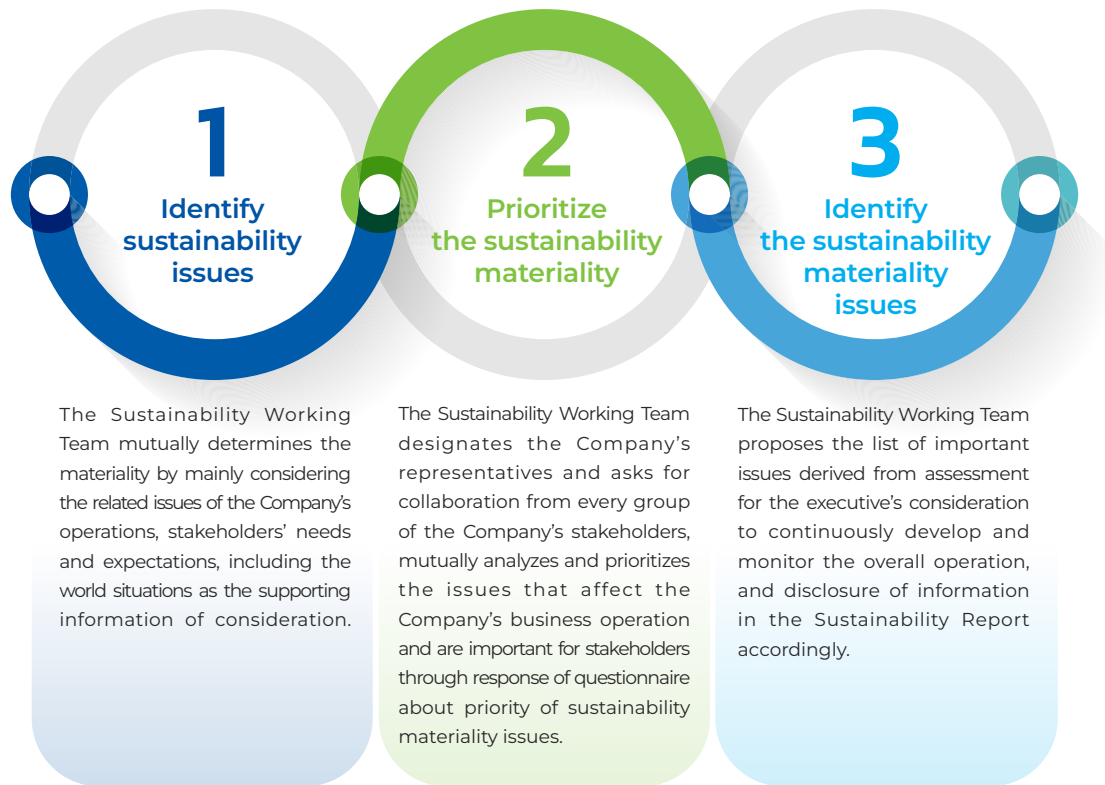 1
Identify
sustainability
issues
The Sustainability Working
Team mutually determines the
materiality by mainly considering
the related issues of the Company's
operations, stakeholders' needs
and expectations, including the
world situations as the supporting
information of consideration.
2
Prioritize
the sustainability
materiality
The Sustainability Working Team
designates the Company's
representatives and asks for
collaboration from every group
of the Company's stakeholders,
mutually analyzes and prioritizes
the issues that affect the
Company's business operation
and are important for stakeholders
through response of questionnaire
about priority of sustainability
materiality issues.
3
Identify
the sustainability
materiality
issues
The Sustainability Working Team
proposes the list of important
issues derived from assessment
for the executive's consideration
to continuously develop and
monitor the overall operation,
and disclosure of information
in the Sustainability Report
accordingly.